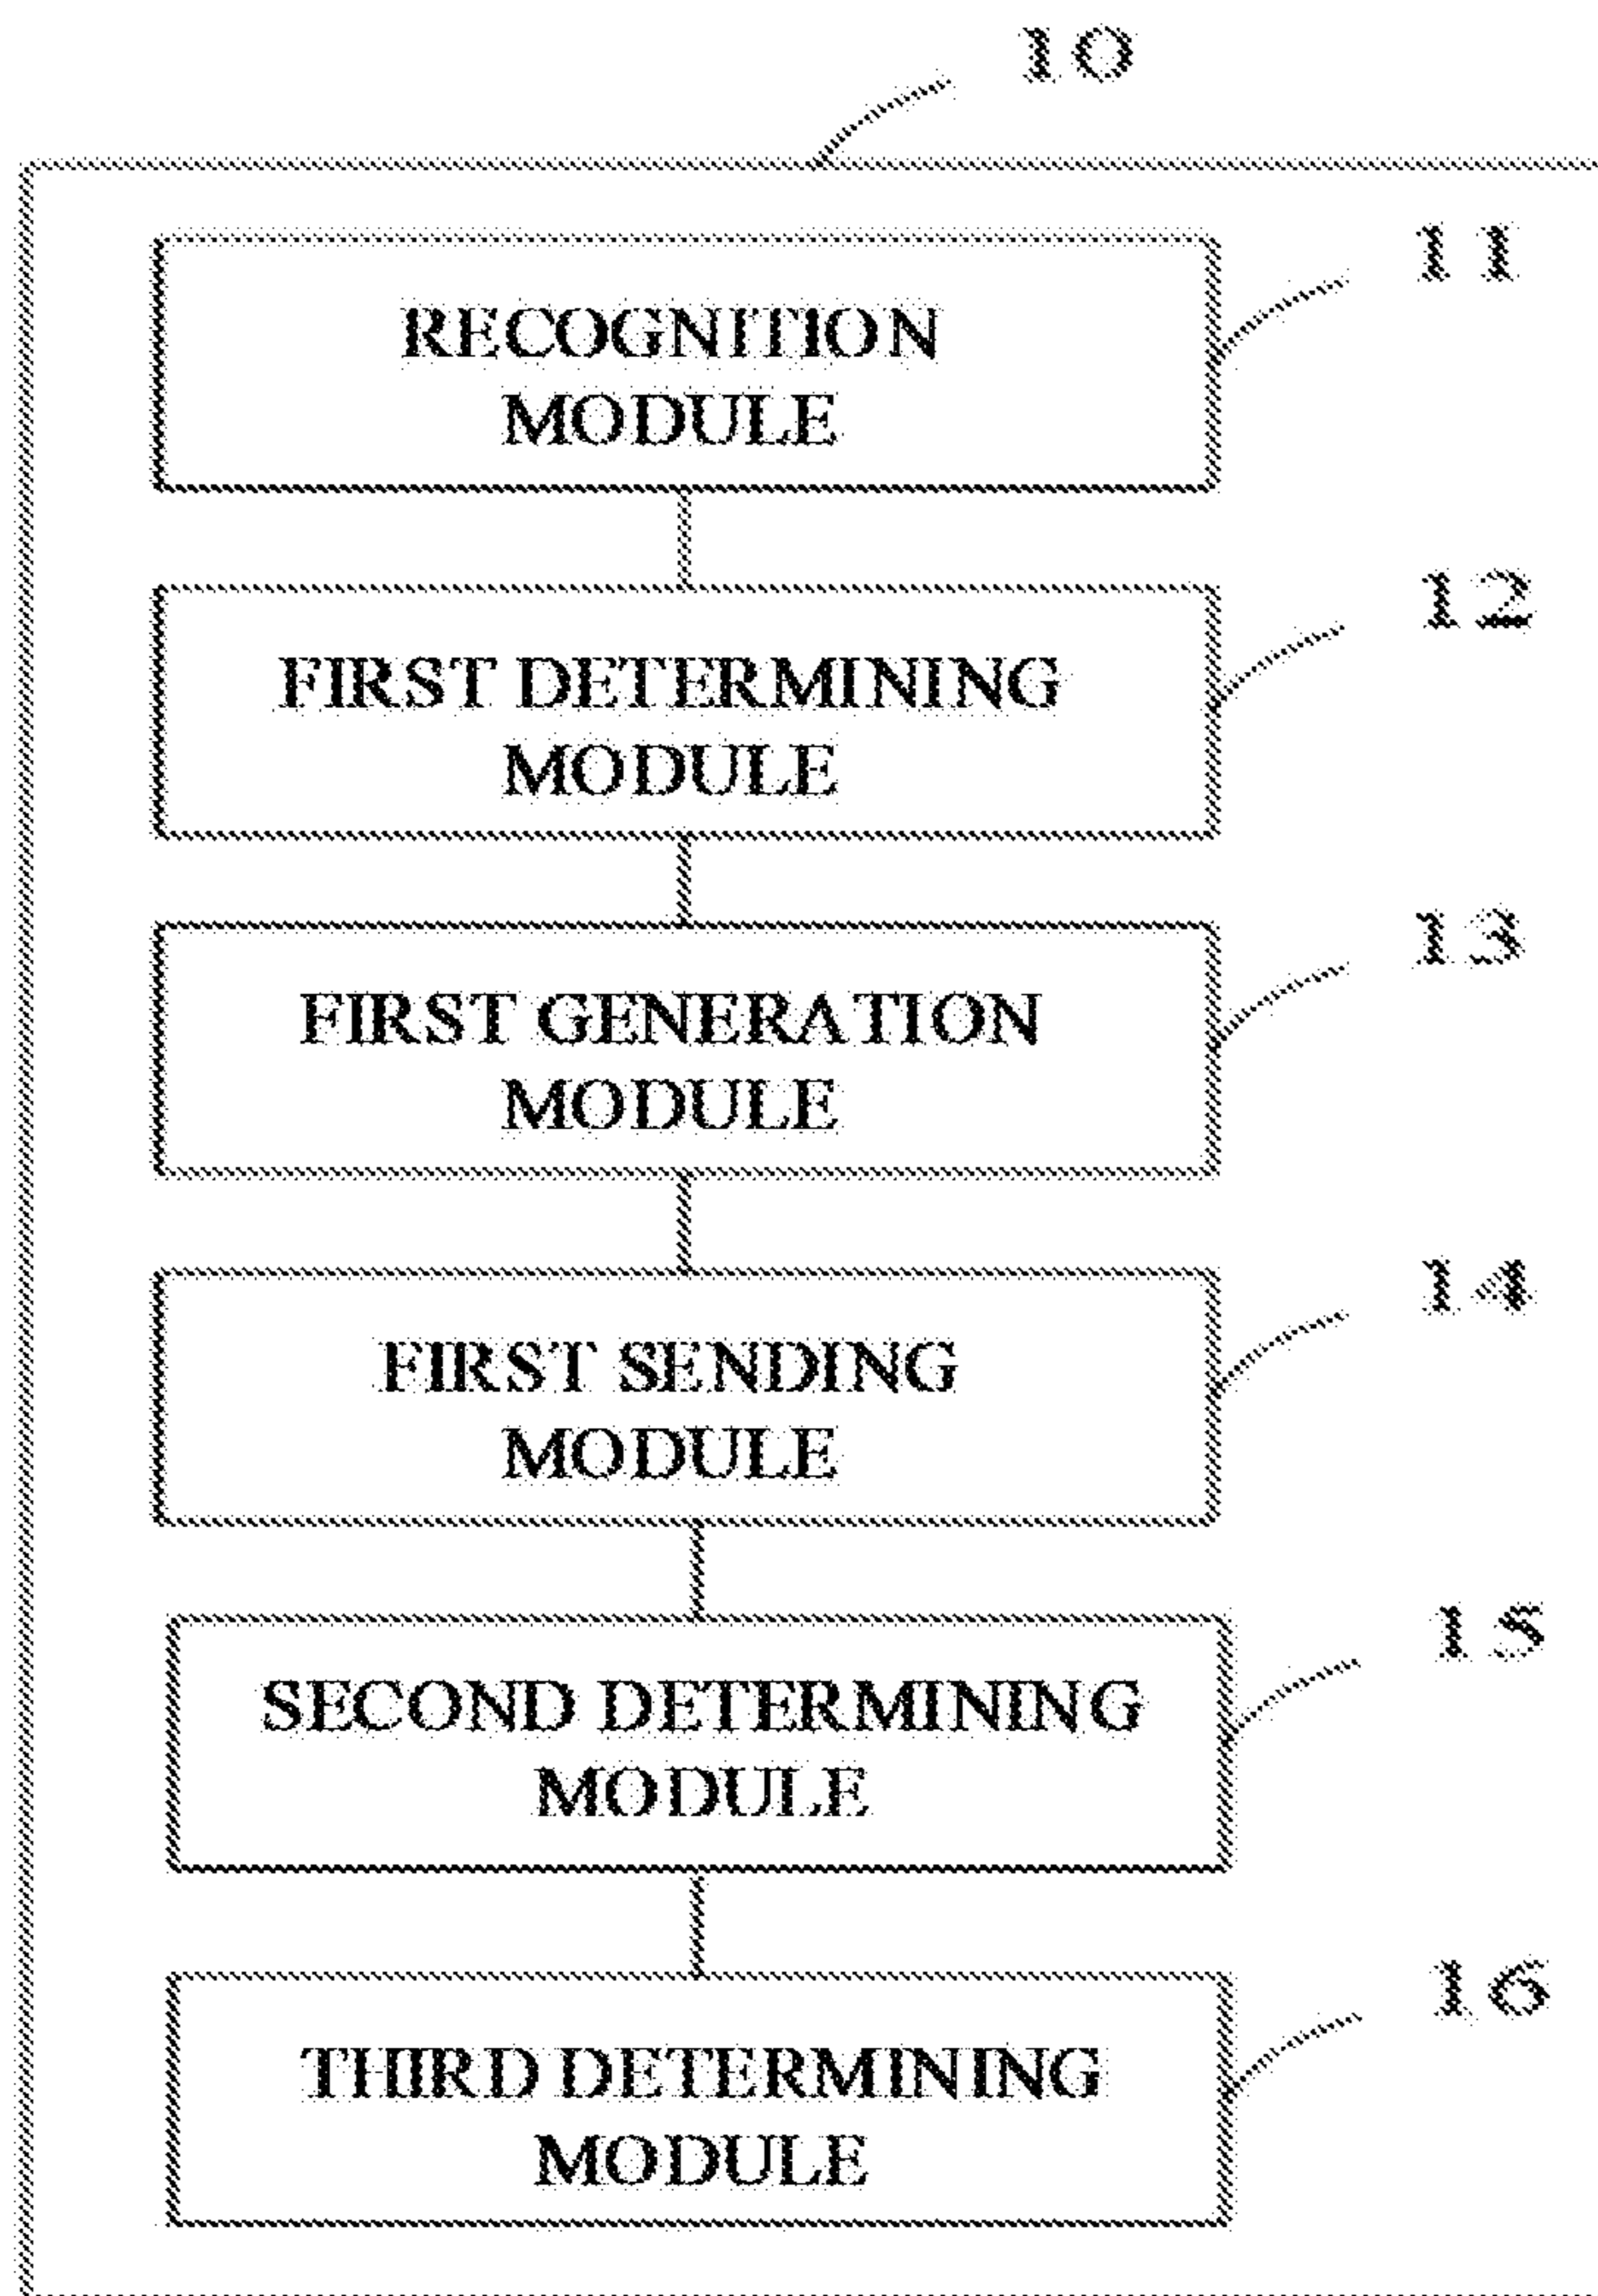 10
11
RECOGNITION
MODULE
12
FIRST DETERMINING
MODULE
13
FIRST GENERATION
MODULE
14
FIRST SENDING
MODULE
15
SECOND DETERMINING
MODULE
16
THIRD DETERMINING
MODULE